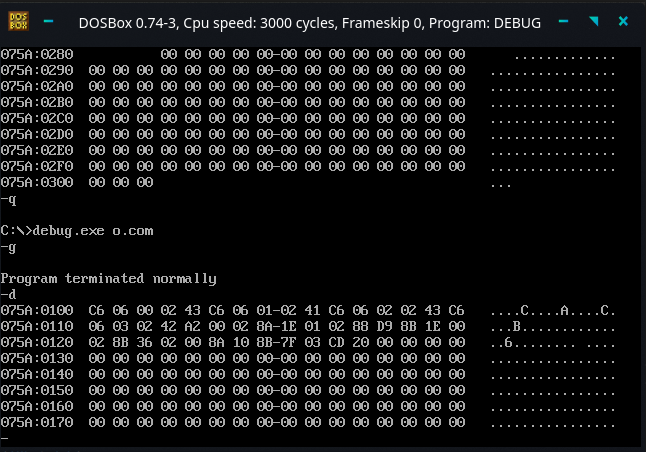 DOS BOX DOSBox 0.74-3, Cpu speed: 3000 cycles, Frameskip 0, Program: DEBUG
075A:0280 00 00 00 00 00-00 00 00 00 00 00 00 00 .............
075A:0290 00 00 00 00 00 00 00 00-00 00 00 00 00 00 00 00 ................
075A:02A0 00 00 00 00 00 00 00 00-00 00 00 00 00 00 00 00 ................
075A:02B0 00 00 00 00 00 00 00 00-00 00 00 00 00 00 00 00 ................
075A:02C0 00 00 00 00 00 00 00 00-00 00 00 00 00 00 00 00 ................
075A:02D0 00 00 00 00 00 00 00 00-00 00 00 00 00 00 00 00 ................
075A:02E0 00 00 00 00 00 00 00 00-00 00 00 00 00 00 00 00 ................
075A:02F0 00 00 00 00 00 00 00 00-00 00 00 00 00 00 00 00 ................
075A:0300 00 00 00 ...
-q
C:\>debug.exe o.com
-g
Program terminated normally
-d
075A:0100 C6 06 00 02 43 C6 06 01-02 41 C6 06 02 02 43 C6 ....C....A....C.
075A:0110 06 03 02 42 A2 00 02 8A-1E 01 02 88 D9 8B 1E 00 ...B............
075A:0120 02 8B 36 02 00 8A 10 8B-7F 03 CD 20 00 00 00 00 ..6........ ....
075A:0130 00 00 00 00 00 00 00 00-00 00 00 00 00 00 00 00 ................
075A:0140 00 00 00 00 00 00 00 00-00 00 00 00 00 00 00 00 ................
075A:0150 00 00 00 00 00 00 00 00-00 00 00 00 00 00 00 00 ................
075A:0160 00 00 00 00 00 00 00 00-00 00 00 00 00 00 00 00 ................
075A:0170 00 00 00 00 00 00 00 00-00 00 00 00 00 00 00 00 ................
-